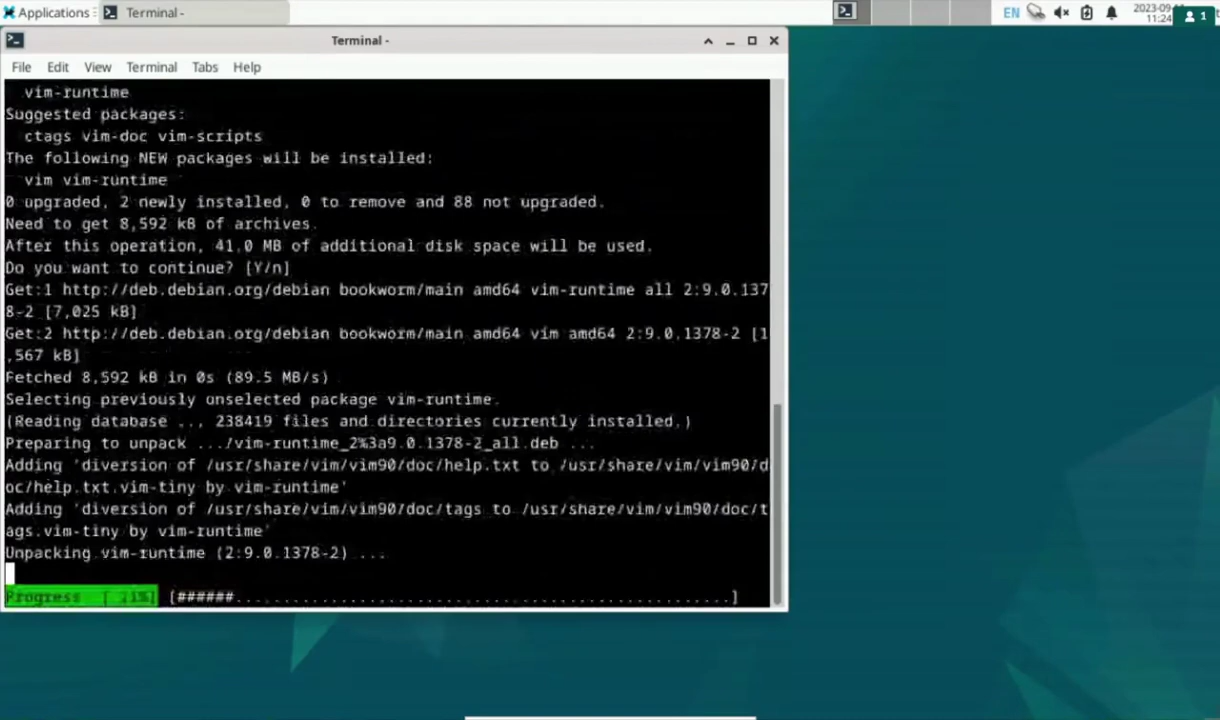 Applications
Terminal -
EN
2023-09-
11:24
1
Terminal -
File Edit View Terminal Tabs Help
vim-runtime
Suggested packages:
ctags vim-doc vim-scripts
The following NEW packages will be installed:
vim vim-runtime
0 upgraded, 2 newly installed, 0 to remove and 88 not upgraded.
Need to get 8,592 kB of archives.
After this operation, 41.0 MB of additional disk space will be used.
Do you want to continue? [Y/n]
Get:1 http://deb.debian.org/debian bookworm/main amd64 vim-runtime all 2:9.0.137
8-2 [7,025 kB]
Get:2 http://deb.debian.org/debian bookworm/main amd64 vim amd64 2:9.0.1378-2 [1
,567 kB]
Fetched 8,592 kB in 0s (89.5 MB/s)
Selecting previously unselected package vim-runtime.
(Reading database ... 238419 files and directories currently installed.)
Preparing to unpack .../vim-runtime_2%3a9.0.1378-2_all.deb ...
Adding 'diversion of /usr/share/vim/vim90/doc/help.txt to /usr/share/vim/vim90/d
oc/help.txt.vim-tiny by vim-runtime'
Adding 'diversion of /usr/share/vim/vim90/doc/tags to /usr/share/vim/vim90/doc/t
ags.vim-tiny by vim-runtime'
Unpacking vim-runtime (2:9.0.1378-2) ...
Progress [ 11%] [######......................................................]